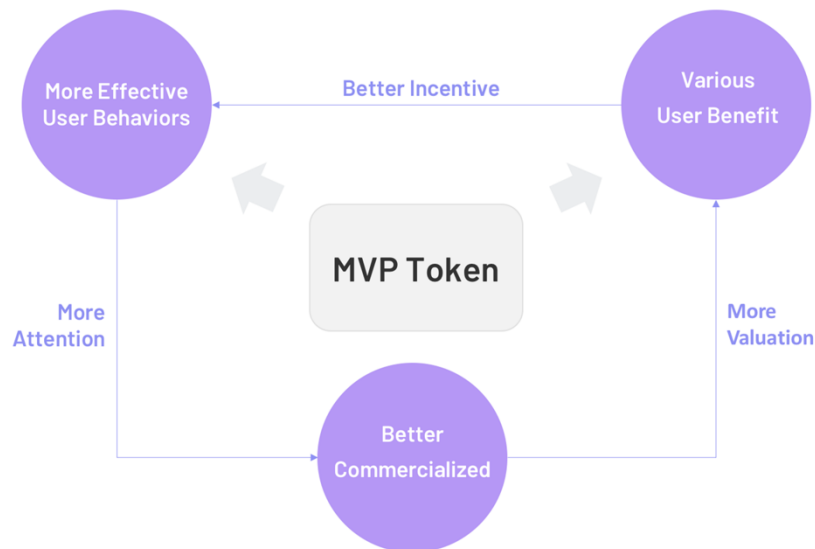 More Effective
User Behaviors
Better Incentive
Various
User Benefit
MVP Token
More
Attention
More
Valuation
Better
Commercialized